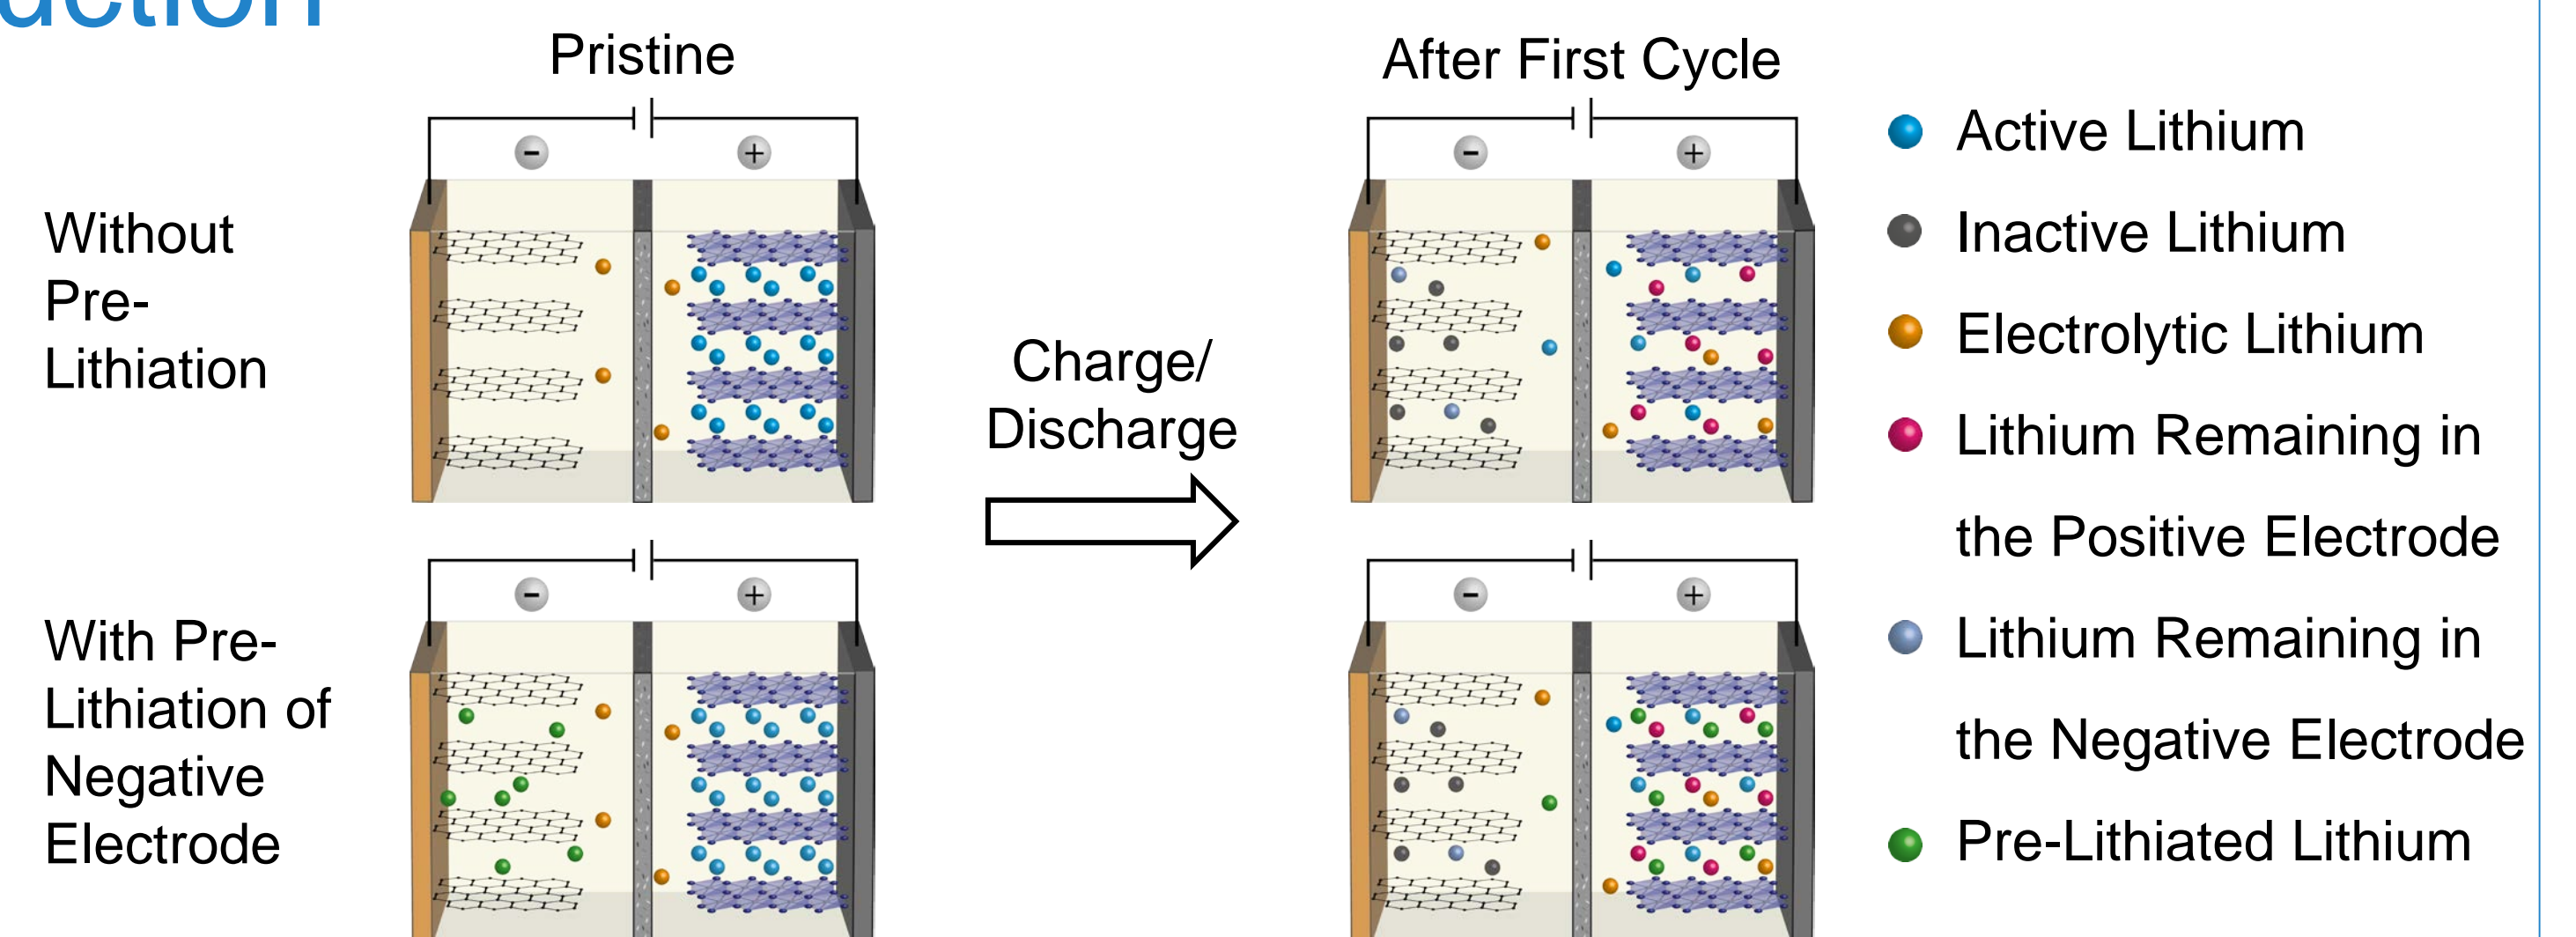 Pristine
After First Cycle
Without
Pre-
Lithiation
Charge/
Discharge
With Pre-
Lithiation of
Negative
Electrode
- +
- +
- +
- +
Active Lithium
Inactive Lithium
Electrolytic Lithium
Lithium Remaining in
the Positive Electrode
Lithium Remaining in
the Negative Electrode
Pre-Lithiated Lithium